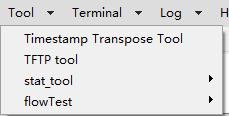 Tool Terminal Log H
Timestamp Transpose Tool
TFTP tool
stat_tool
flowTest